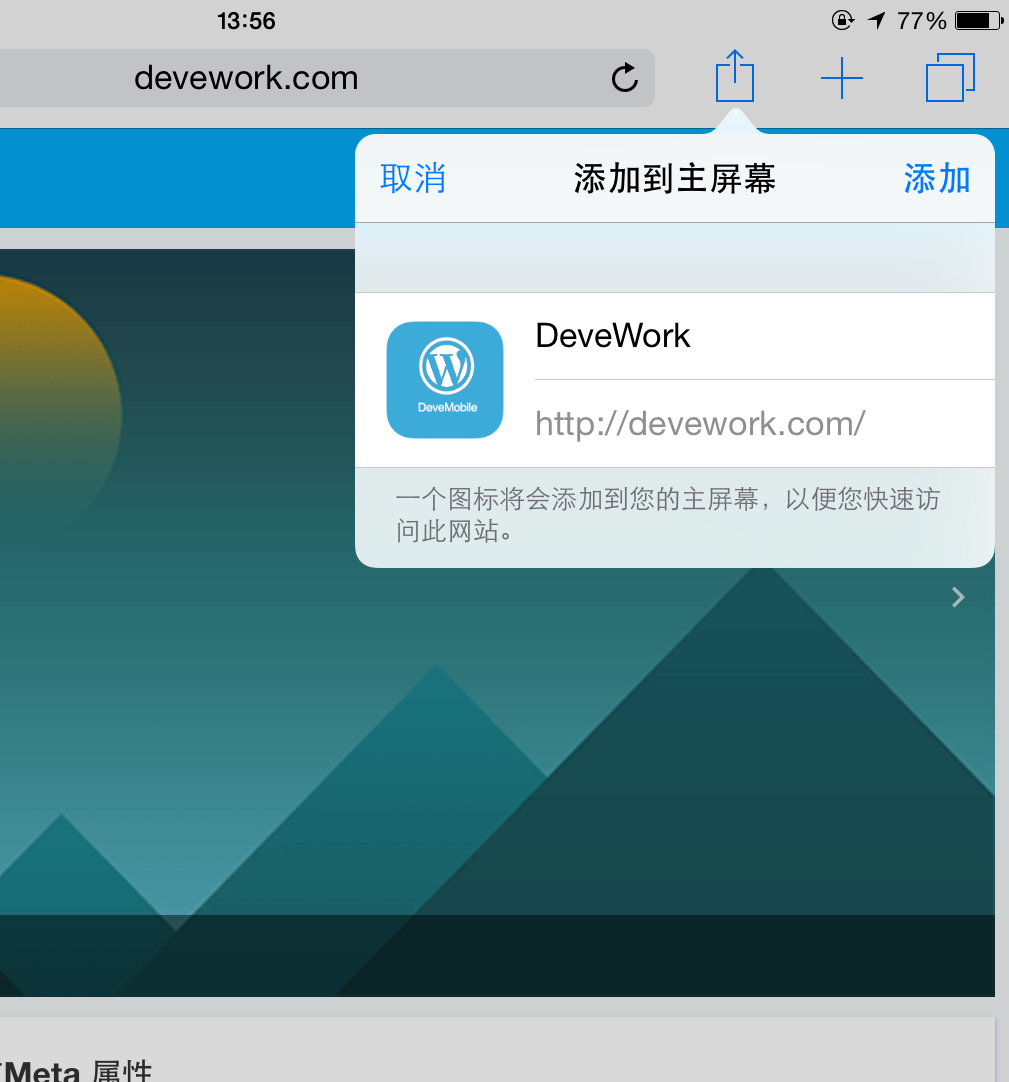 13:56
77%
devework.com
取消
添加到主屏幕
添加
DeveWork
DeveMobile
http://devework.com/
一个图标将会添加到您的主屏幕，以便您快速访
问此网站。
Meta 属性